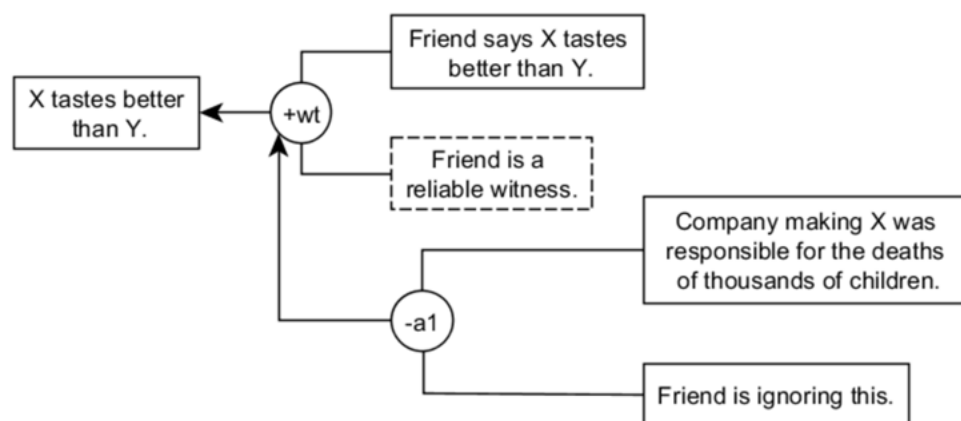 Friend says X tastes
better than Y.
X tastes better
than Y.
+wt
Friend is a
reliable witness.
Company making X was
responsible for the deaths
of thousands of children.
-a1
Friend is ignoring this.